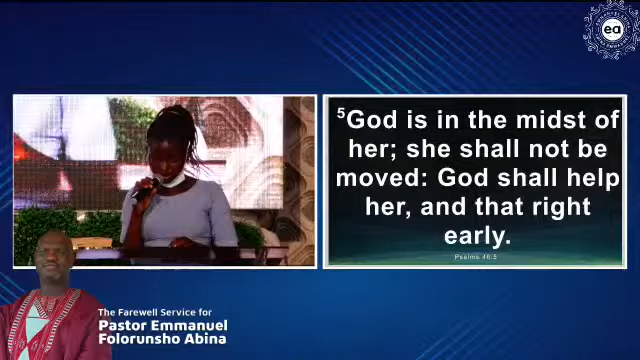 ea
⁵God is in the midst of
her; she shall not be
moved: God shall help
her, and that right
early.
Psalms 46:5
The Farewell Service for
Pastor Emmanuel
Folorunsho Abina